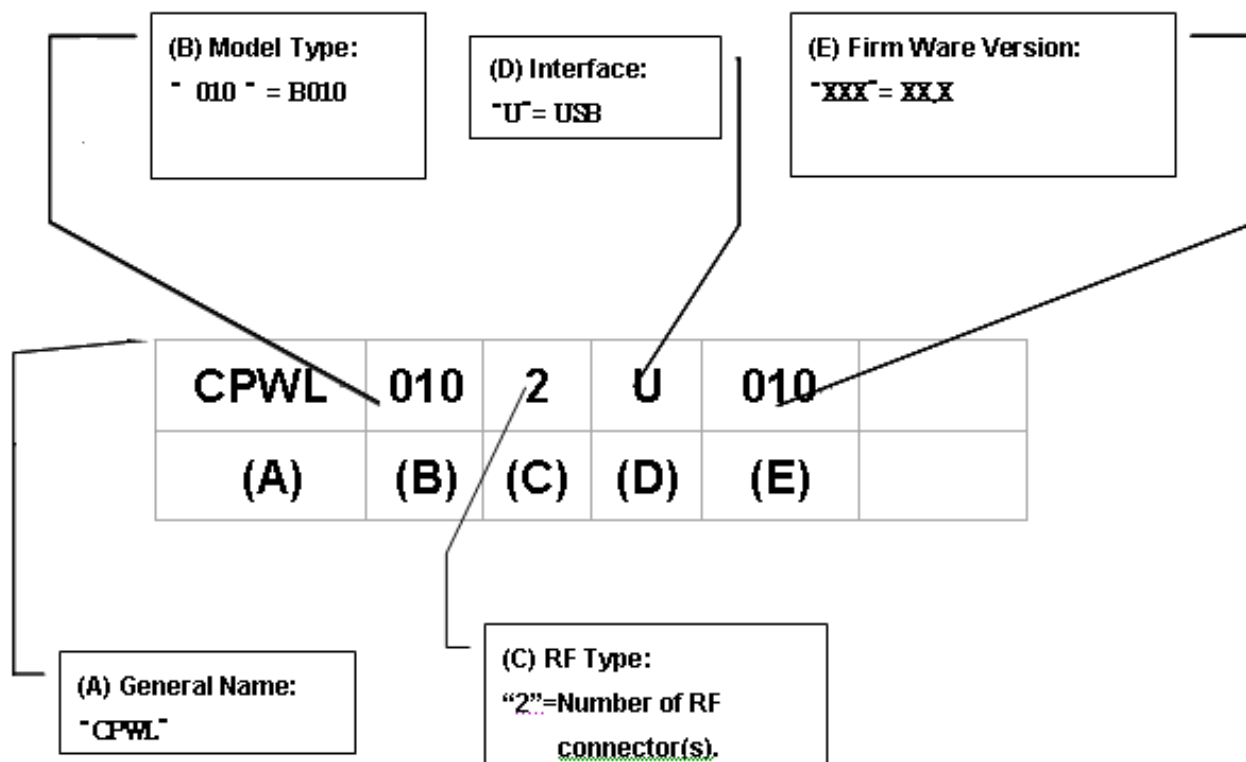 (B) Model Type:
" 010 " = B010
(D) Interface:
"U"= USB
(E) Firm Ware Version:
"XXX"= XX.X
CPWL 010 2 U 010
(A) (B) (C) (D) (E)
(A) General Name:
"CPWL"
(C) RF Type:
“2”=Number of RF
connector(s).